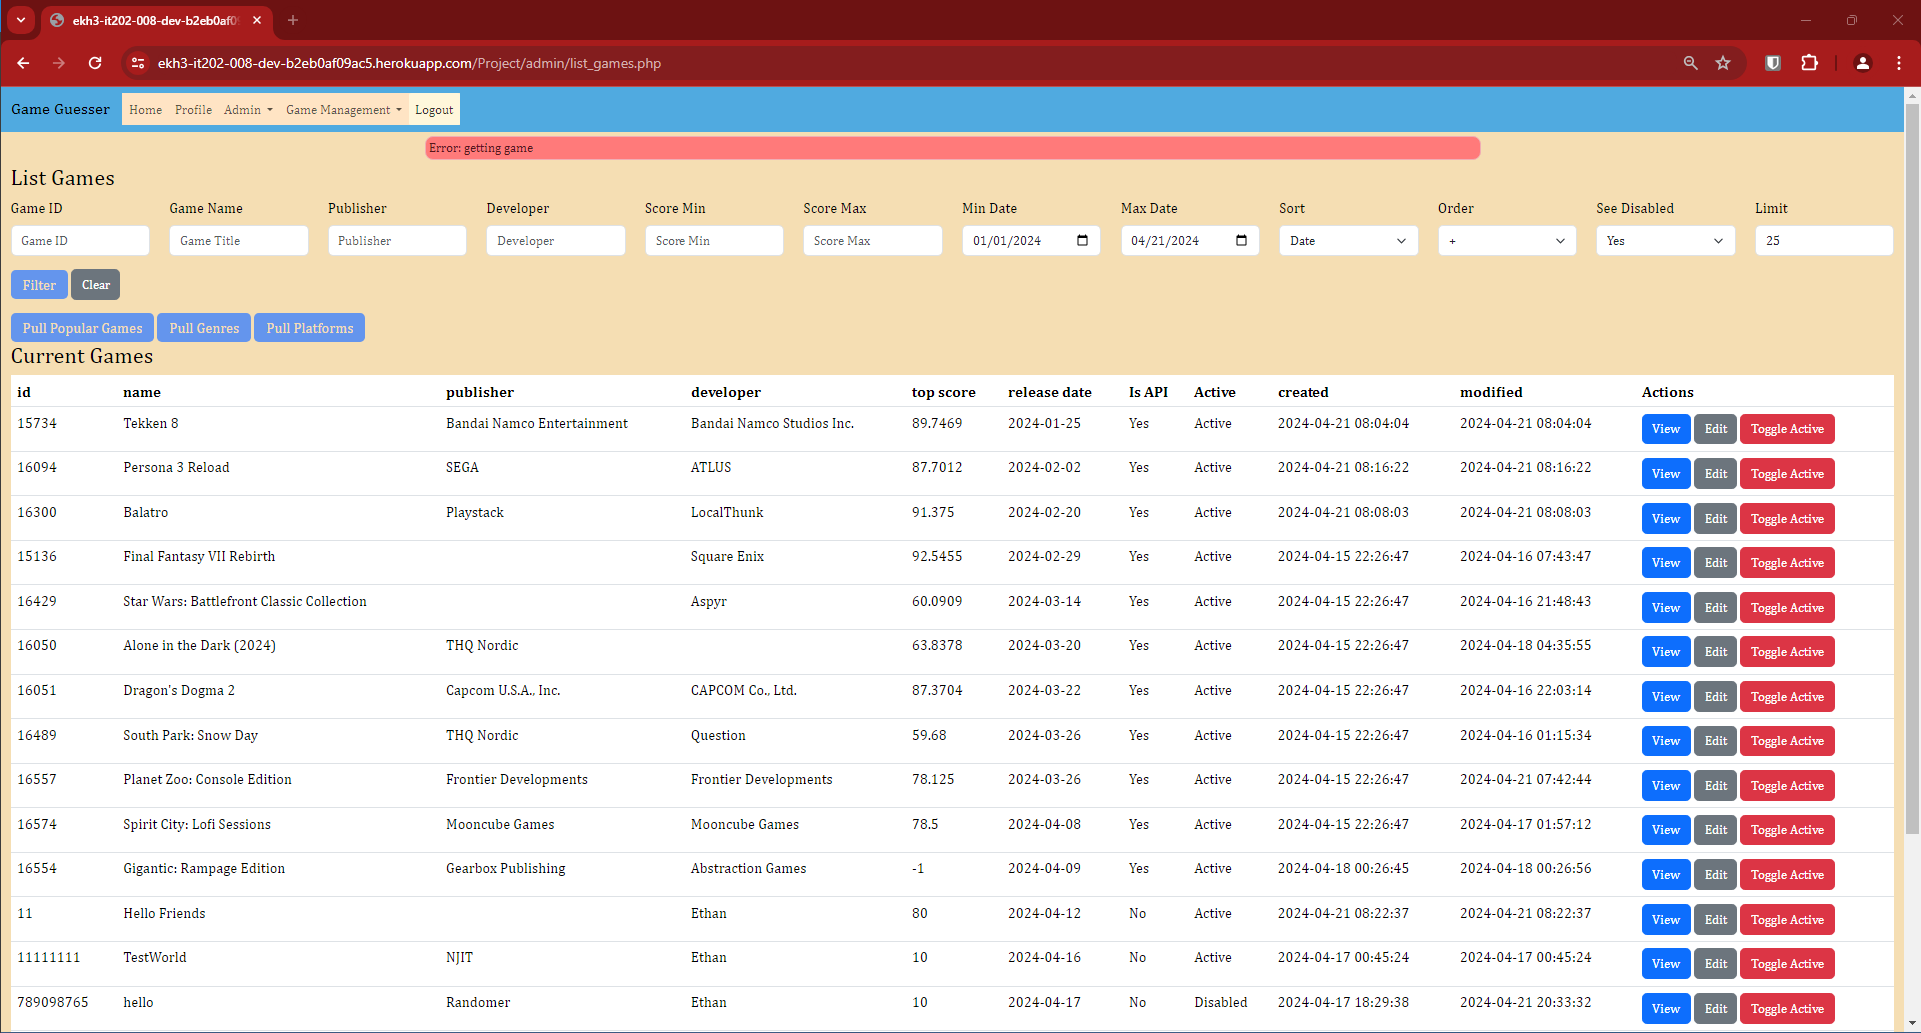 ekh3-it202-008-dev-b2eb0af09
ekh3-it202-008-dev-b2eb0af09ac5.herokuapp.com/Project/admin/list_games.php
Game Guesser Home Profile Admin Game Management Logout
Error: getting game
List Games
Game ID Game Name Publisher Developer Score Min Score Max Min Date Max Date Sort Order See Disabled Limit
Game ID Game Title Publisher Developer Score Min Score Max 01/01/2024 04/21/2024 Date + Yes 25
Filter Clear
Pull Popular Games Pull Genres Pull Platforms
Current Games
id name publisher developer top score release date Is API Active created modified Actions
15734 Tekken 8 Bandai Namco Entertainment Bandai Namco Studios Inc. 89.7469 2024-01-25 Yes Active 2024-04-21 08:04:04 2024-04-21 08:04:04 View Edit Toggle Active
16094 Persona 3 Reload SEGA ATLUS 87.7012 2024-02-02 Yes Active 2024-04-21 08:16:22 2024-04-21 08:16:22 View Edit Toggle Active
16300 Balatro Playstack LocalThunk 91.375 2024-02-20 Yes Active 2024-04-21 08:08:03 2024-04-21 08:08:03 View Edit Toggle Active
15136 Final Fantasy VII Rebirth Square Enix 92.5455 2024-02-29 Yes Active 2024-04-15 22:26:47 2024-04-16 07:43:47 View Edit Toggle Active
16429 Star Wars: Battlefront Classic Collection Aspyr 60.0909 2024-03-14 Yes Active 2024-04-15 22:26:47 2024-04-16 21:48:43 View Edit Toggle Active
16050 Alone in the Dark (2024) THQ Nordic 63.8378 2024-03-20 Yes Active 2024-04-15 22:26:47 2024-04-18 04:35:55 View Edit Toggle Active
16051 Dragon's Dogma 2 Capcom U.S.A., Inc. CAPCOM Co., Ltd. 87.3704 2024-03-22 Yes Active 2024-04-15 22:26:47 2024-04-16 22:03:14 View Edit Toggle Active
16489 South Park: Snow Day THQ Nordic Question 59.68 2024-03-26 Yes Active 2024-04-15 22:26:47 2024-04-16 01:15:34 View Edit Toggle Active
16557 Planet Zoo: Console Edition Frontier Developments Frontier Developments 78.125 2024-03-26 Yes Active 2024-04-15 22:26:47 2024-04-21 07:42:44 View Edit Toggle Active
16574 Spirit City: Lofi Sessions Mooncube Games Mooncube Games 78.5 2024-04-08 Yes Active 2024-04-15 22:26:47 2024-04-17 01:57:12 View Edit Toggle Active
16554 Gigantic: Rampage Edition Gearbox Publishing Abstraction Games -1 2024-04-09 Yes Active 2024-04-18 00:26:45 2024-04-18 00:26:56 View Edit Toggle Active
11 Hello Friends Ethan 80 2024-04-12 No Active 2024-04-21 08:22:37 2024-04-21 08:22:37 View Edit Toggle Active
11111111 TestWorld NJIT Ethan 10 2024-04-16 No Active 2024-04-17 00:45:24 2024-04-17 00:45:24 View Edit Toggle Active
789098765 hello Randomer Ethan 10 2024-04-17 No Disabled 2024-04-17 18:29:38 2024-04-21 20:33:32 View Edit Toggle Active